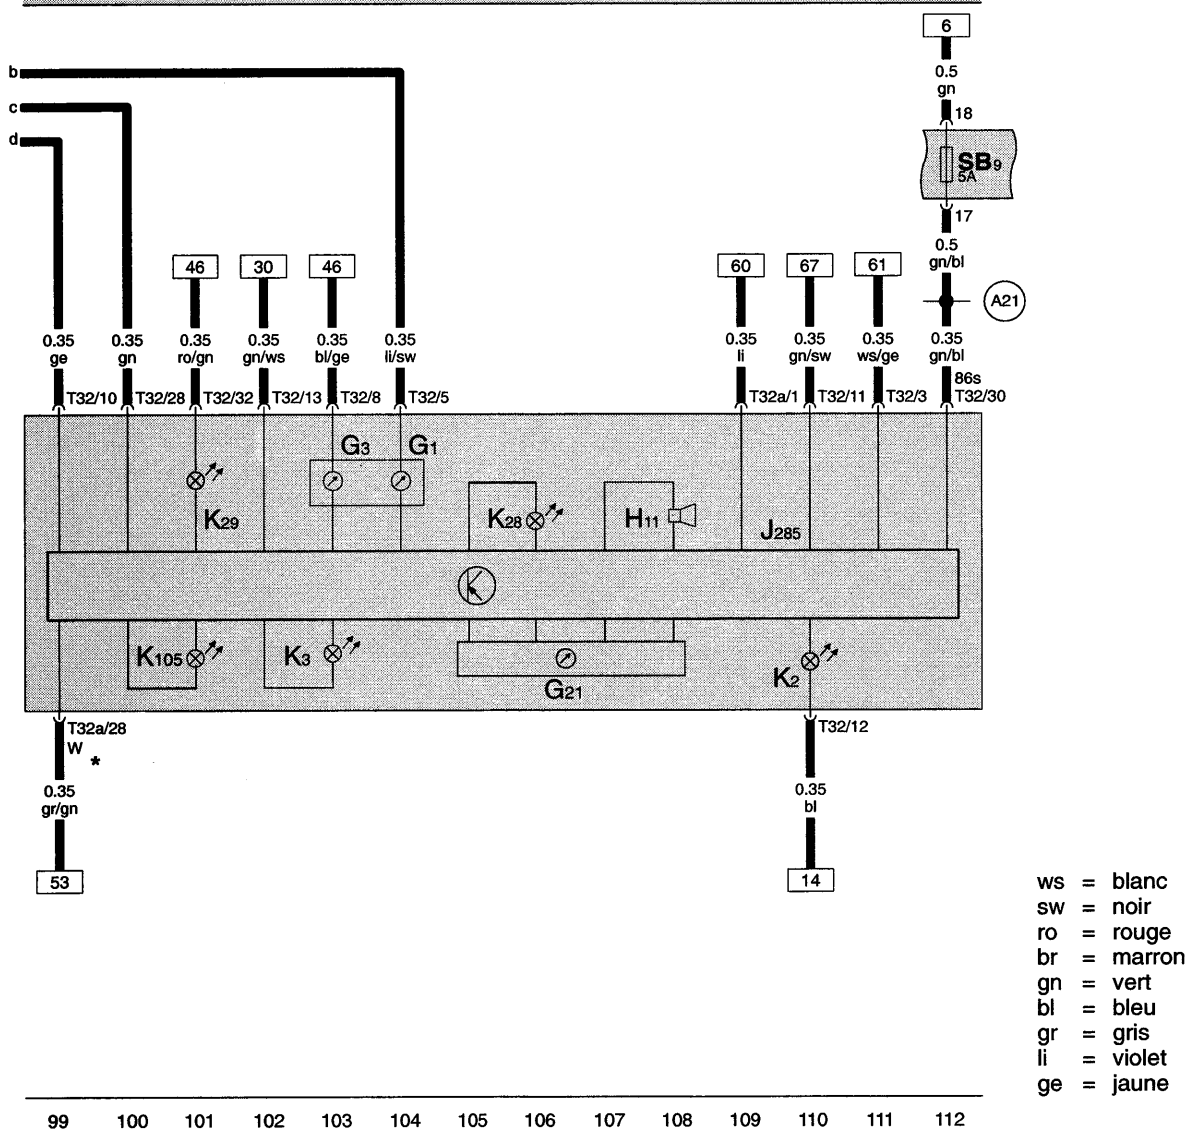 6
b
0.5
gn
c
18
d
SB9
5A
17
0.5
gn/bl
46 30 46 60 67 61
A21
0.35 0.35 0.35 0.35 0.35 0.35 0.35 0.35 0.35 0.35
ge gn ro/gn gn/ws bl/ge li/sw li gn/sw ws/ge gn/bl
86s
T32/10 T32/28 T32/32 T32/13 T32/8 T32/5 T32a/1 T32/11 T32/3 T32/30
G3 G1
K29 K28 H11 J285
K105 K3 G21 K2
T32a/28 T32/12
W
*
0.35 0.35
gr/gn bl
53 14
ws = blanc
sw = noir
ro = rouge
br = marron
gn = vert
bl = bleu
gr = gris
li = violet
ge = jaune
99 100 101 102 103 104 105 106 107 108 109 110 111 112